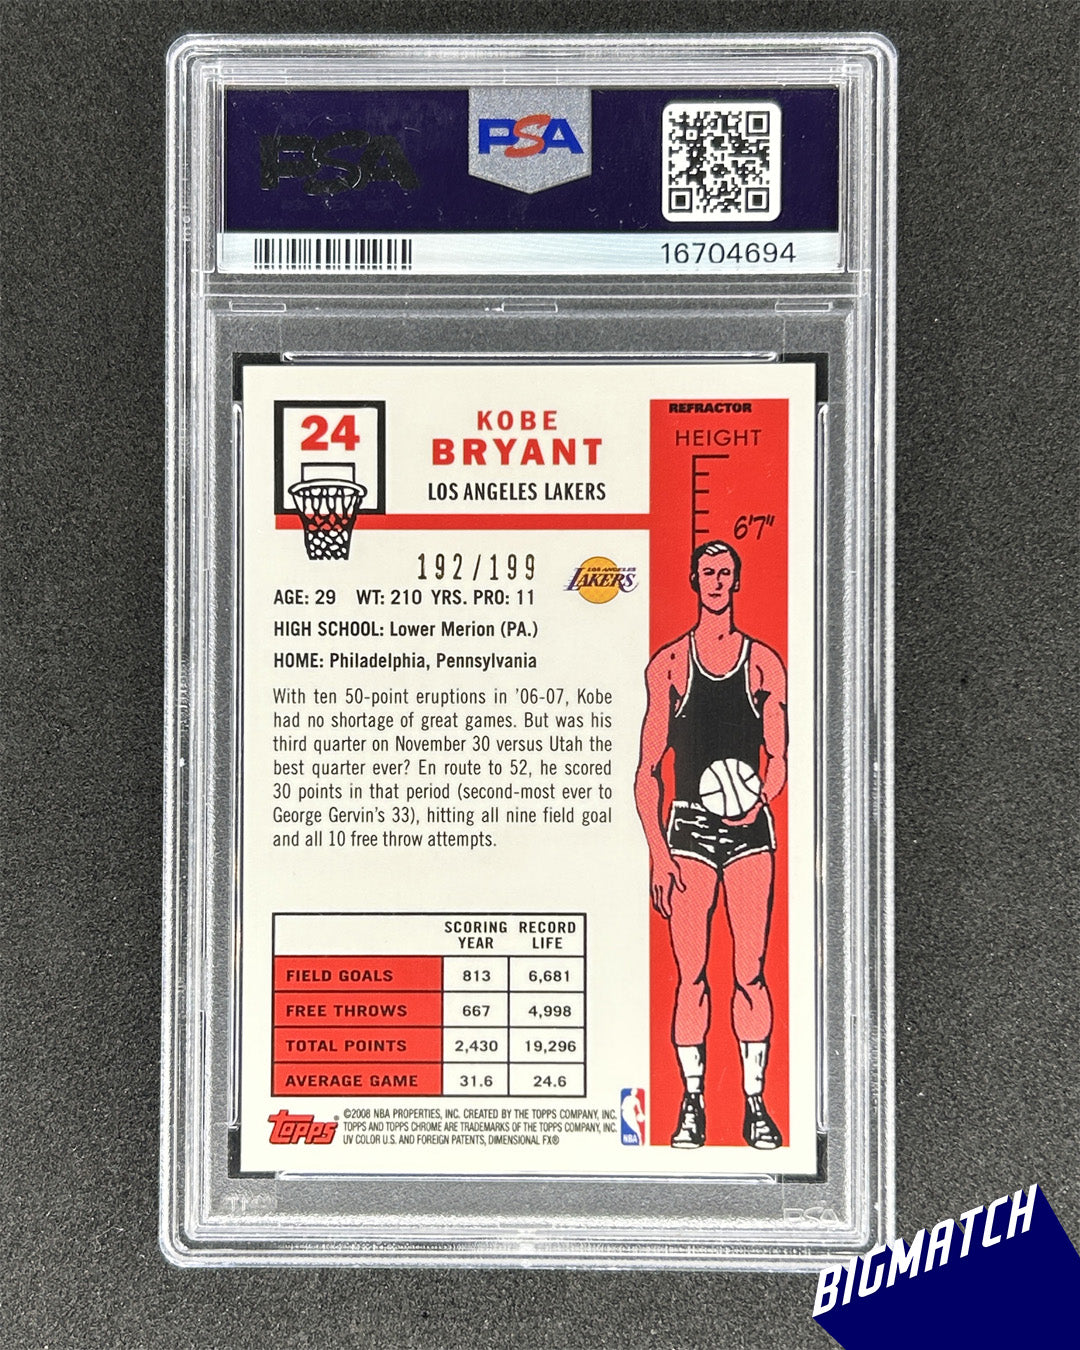 PSA
PSA
16704694
24
KOBE
BRYANT
LOS ANGELES LAKERS
REFRACTOR
HEIGHT
6'7"
192/199
LOS ANGELES
LAKERS
AGE: 29 WT: 210 YRS. PRO: 11
HIGH SCHOOL: Lower Merion (PA.)
HOME: Philadelphia, Pennsylvania
With ten 50-point eruptions in '06-07, Kobe
had no shortage of great games. But was his
third quarter on November 30 versus Utah the
best quarter ever? En route to 52, he scored
30 points in that period (second-most ever to
George Gervin's 33), hitting all nine field goal
and all 10 free throw attempts.
SCORING YEAR RECORD LIFE
FIELD GOALS 813 6,681
FREE THROWS 667 4,998
TOTAL POINTS 2,430 19,296
AVERAGE GAME 31.6 24.6
Topps
©2008 NBA PROPERTIES, INC. CREATED BY THE TOPPS COMPANY, INC.
TOPPS AND TOPPS CHROME ARE TRADEMARKS OF THE TOPPS COMPANY, INC.
UV COLOR U.S. AND FOREIGN PATENTS, DIMENSIONAL FX®
NBA
PSA
BIGMATCH